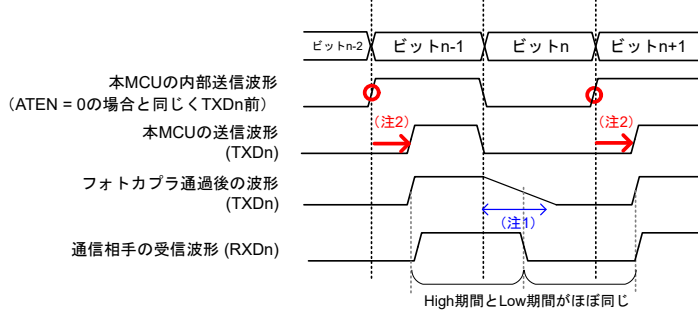 ビットn-2 ビットn-1 ビットn ビットn+1
本MCUの内部送信波形
（ATEN = 0の場合と同じくTXDn前）
（注2） （注2）
本MCUの送信波形
(TXDn)
フォトカプラ通過後の波形
(TXDn)
（注1）
通信相手の受信波形 (RXDn)
High期間とLow期間がほぼ同じ